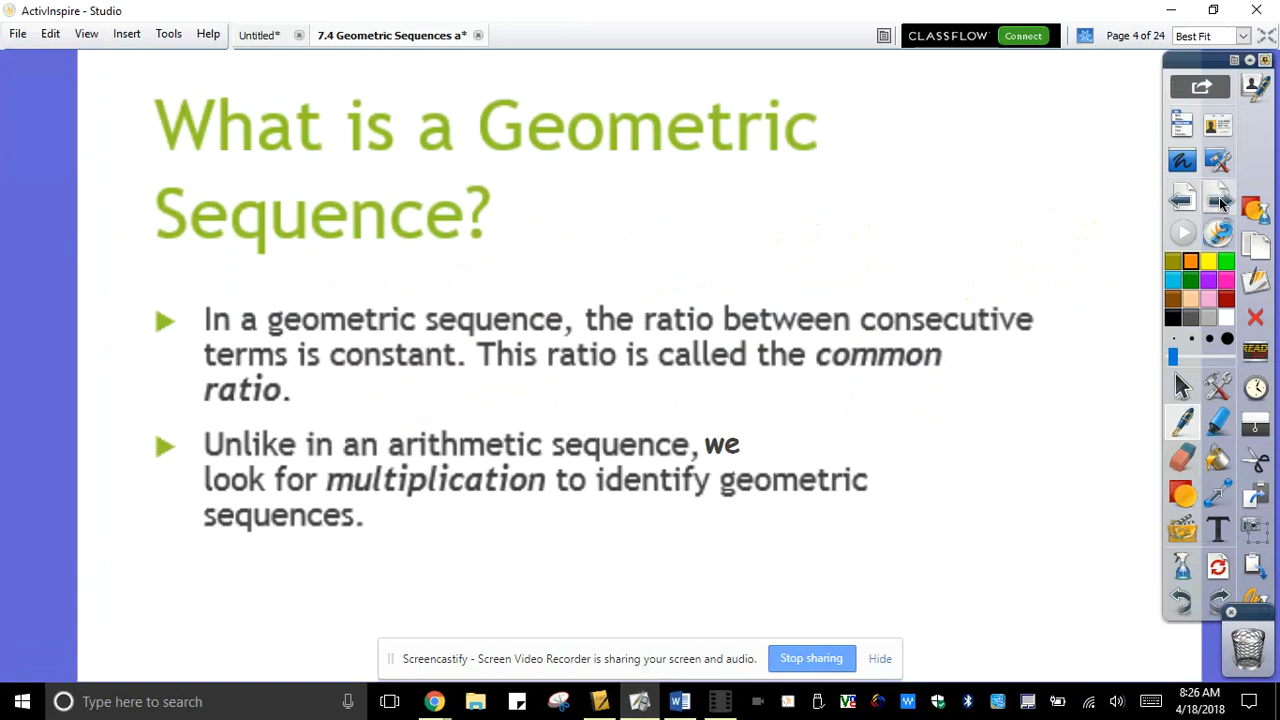 ActivInspire - Studio
File Edit View Insert Tools Help Untitled* 7.4 Geometric Sequences a* CLASSFLOW Connect Page 4 of 24 Best Fit
What is a Geometric
Sequence?
In a geometric sequence, the ratio between consecutive
terms is constant. This ratio is called the common
ratio.
Unlike in an arithmetic sequence, we
look for multiplication to identify geometric
sequences.
Screencastify - Screen Video Recorder is sharing your screen and audio. Stop sharing Hide
Type here to search
8:26 AM
4/18/2018